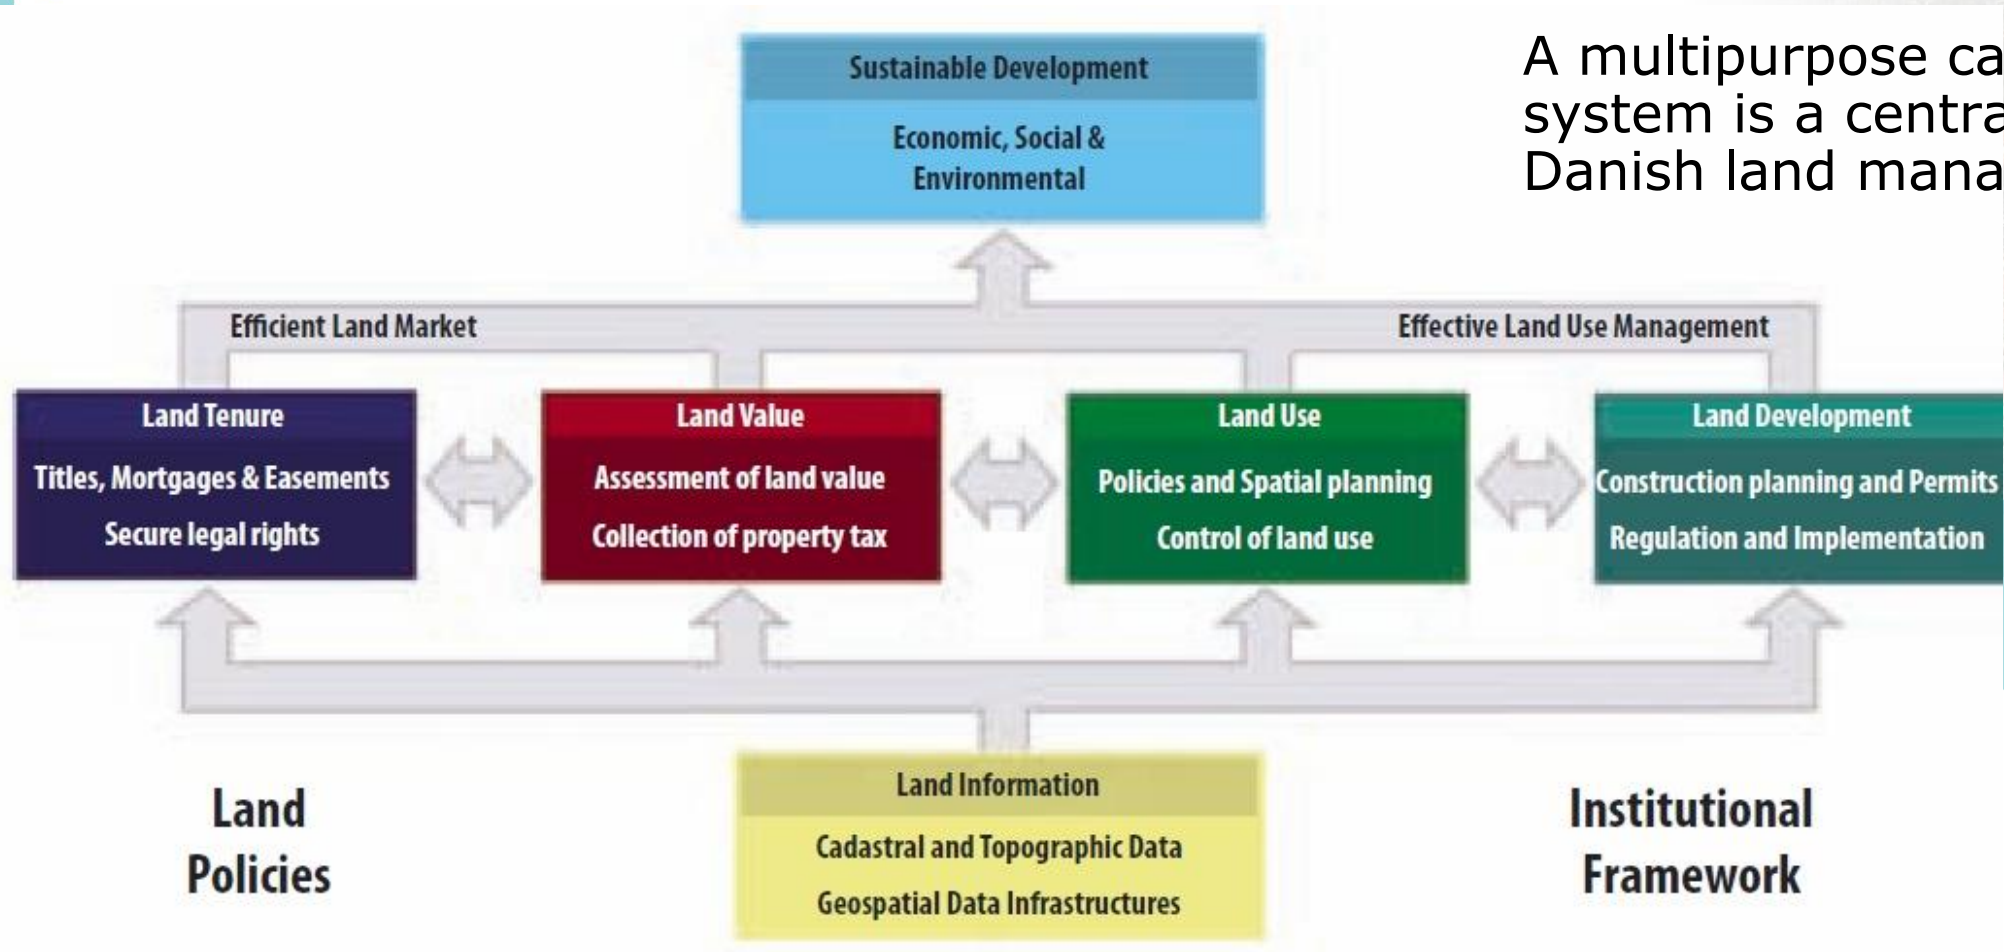 Sustainable Development
Economic, Social &
Environmental
A multipurpose
system is a
Danish land
Efficient Land Market
Effective Land Use Management
Land Tenure
Titles, Mortgages & Easements
Secure legal rights
Land Value
Assessment of land value
Collection of property tax
Land Use
Policies and Spatial planning
Control of land use
Land Development
Construction planning and Permits
Regulation and Implementation
Land
Policies
Land Information
Cadastral and Topographic Data
Geospatial Data Infrastructures
Institutional
Framework